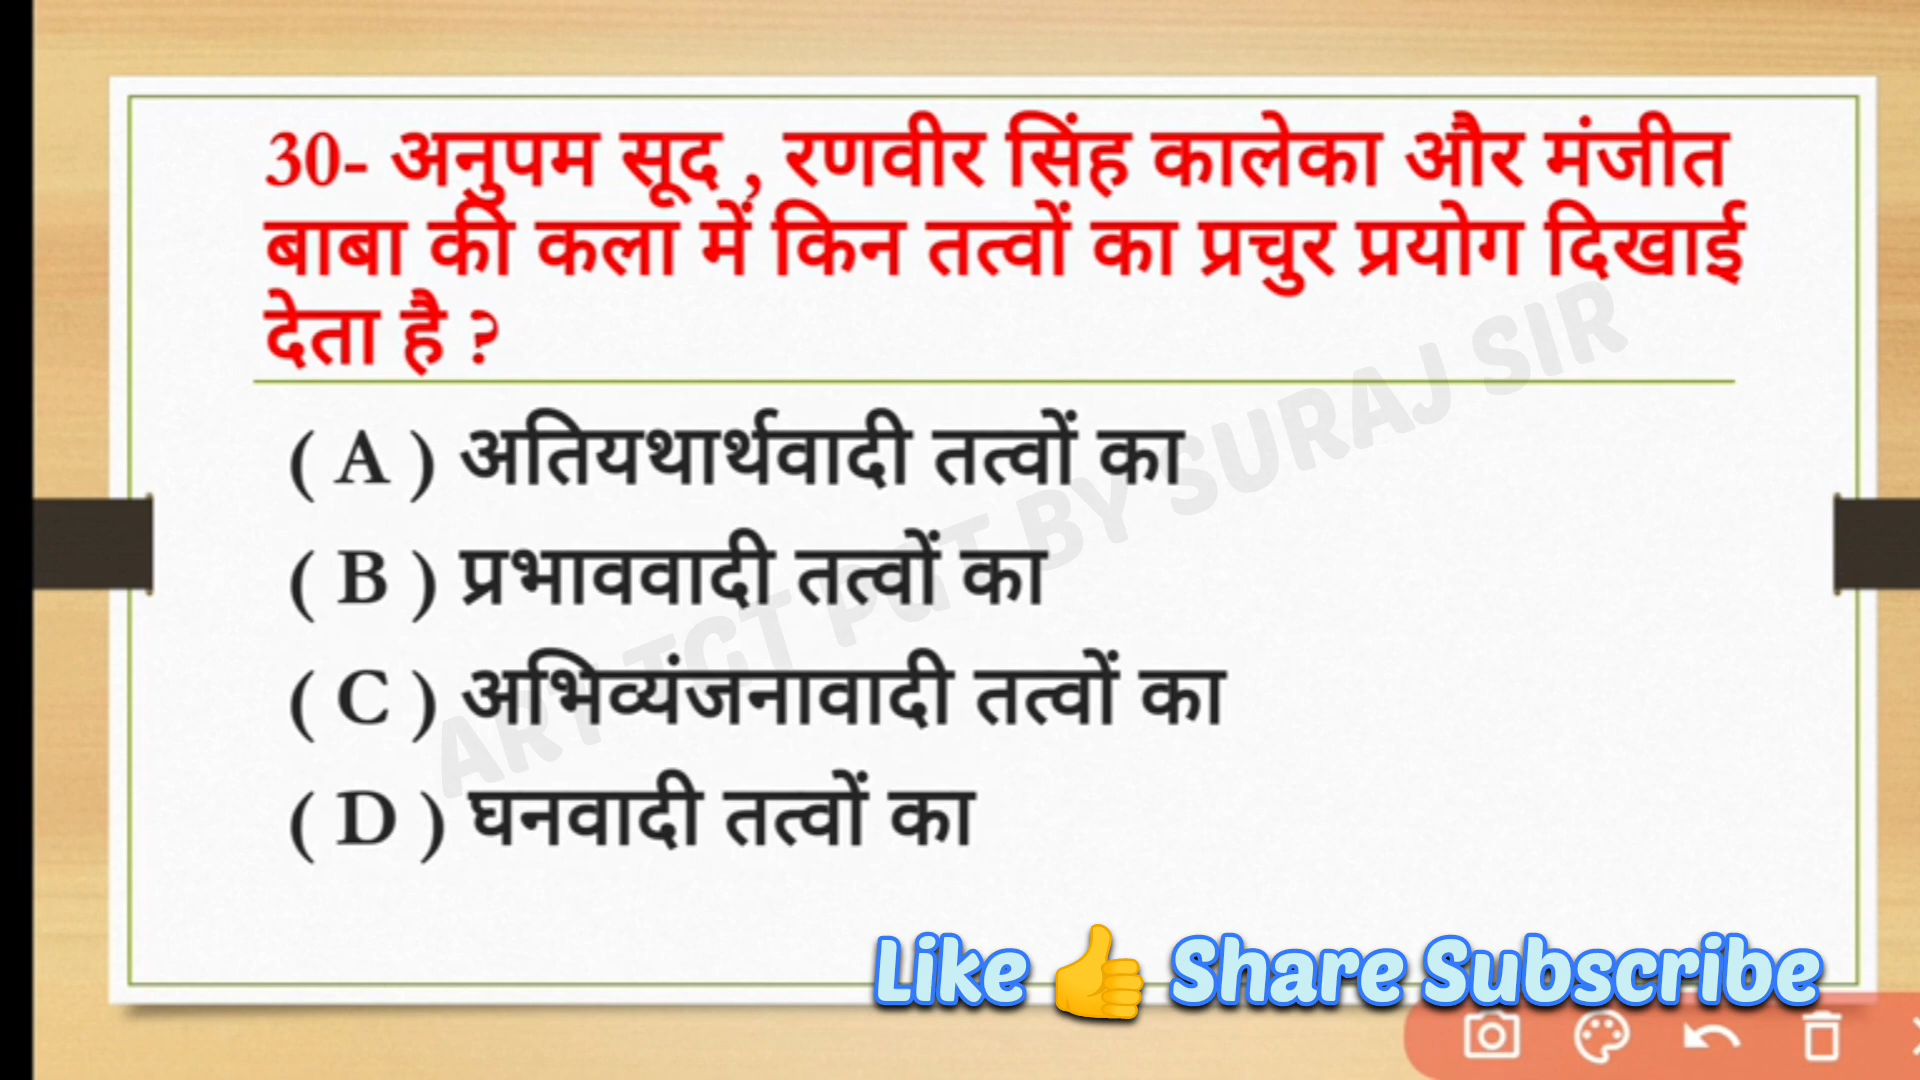 30- अनुपम सूद , रणवीर सिंह कालेका और मंजीत
बाबा की कला में किन तत्वों का प्रचुर प्रयोग दिखाई
देता है ?
( A ) अतियथार्थवादी तत्वों का
( B ) प्रभाववादी तत्वों का
( C ) अभिव्यंजनावादी तत्वों का
( D ) घनवादी तत्वों का
ART TGT PGT BY SURAJ SIR
Like 👍 Share Subscribe